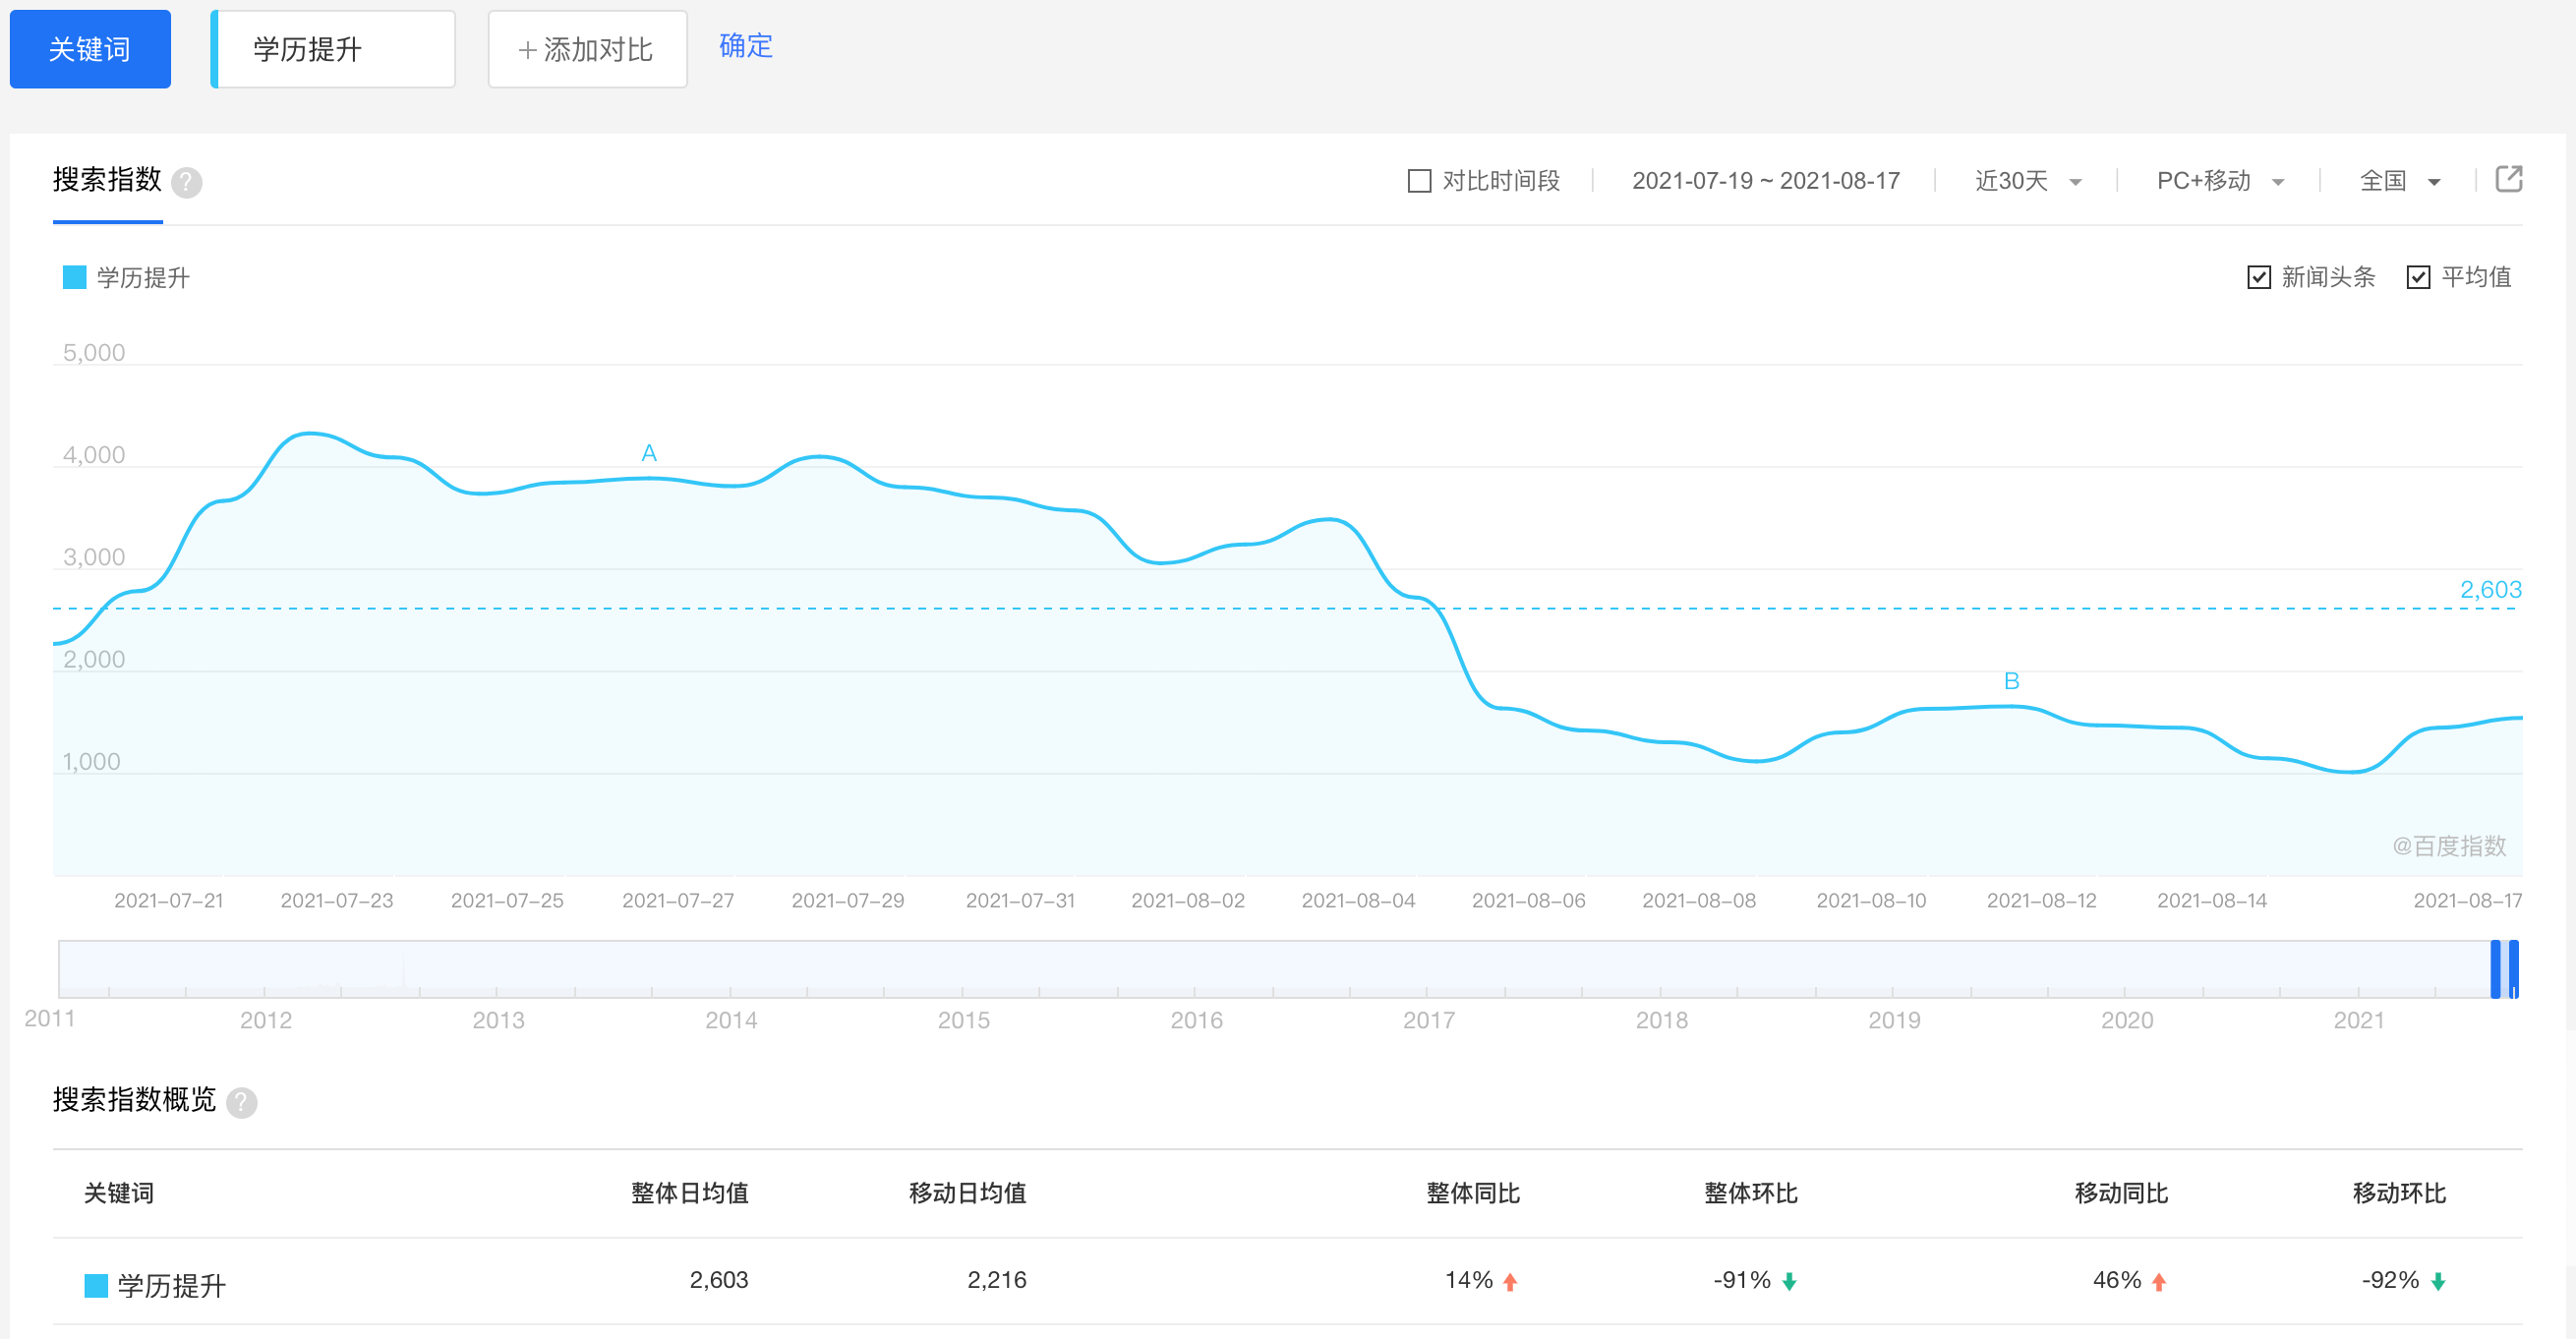 关键词 学历提升 +添加对比 确定
搜索指数 ? 对比时间段 2021-07-19 ~ 2021-08-17 近30天 PC+移动 全国
学历提升 新闻头条 平均值
5,000
4,000
A
3,000
2,603
2,000
B
1,000
@百度指数
2021-07-21 2021-07-23 2021-07-25 2021-07-27 2021-07-29 2021-07-31 2021-08-02 2021-08-04 2021-08-06 2021-08-08 2021-08-10 2021-08-12 2021-08-14 2021-08-17
2011 2012 2013 2014 2015 2016 2017 2018 2019 2020 2021
搜索指数概览 ?
关键词 整体日均值 移动日均值 整体同比 整体环比 移动同比 移动环比
学历提升 2,603 2,216 14% -91% 46% -92%